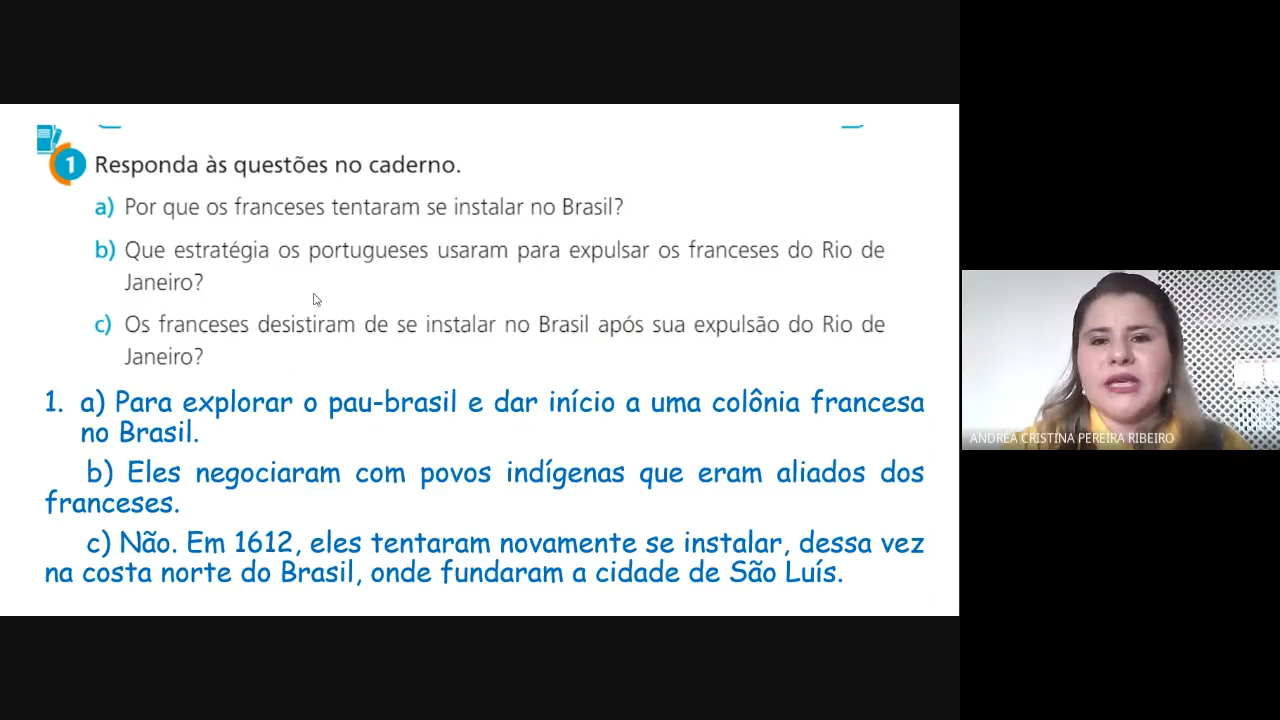 1 Responda às questões no caderno.
a) Por que os franceses tentaram se instalar no Brasil?
b) Que estratégia os portugueses usaram para expulsar os franceses do Rio de
Janeiro?
c) Os franceses desistiram de se instalar no Brasil após sua expulsão do Rio de
Janeiro?
1. a) Para explorar o pau-brasil e dar início a uma colônia francesa
no Brasil.
b) Eles negociaram com povos indígenas que eram aliados dos
franceses.
c) Não. Em 1612, eles tentaram novamente se instalar, dessa vez
na costa norte do Brasil, onde fundaram a cidade de São Luís.
ANDRÉA CRISTINA PEREIRA RIBEIRO